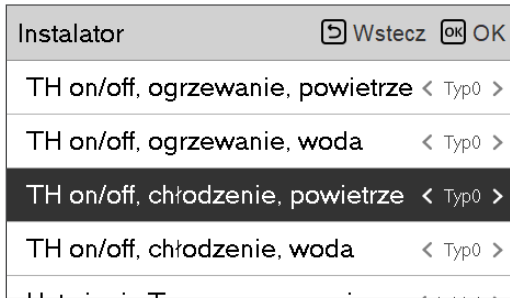 Instalator Wstecz OK OK
TH on/off, ogrzewanie, powietrze < Typ0 >
TH on/off, ogrzewanie, woda < Typ0 >
TH on/off, chłodzenie, powietrze < Typ0 >
TH on/off, chłodzenie, woda < Typ0 >